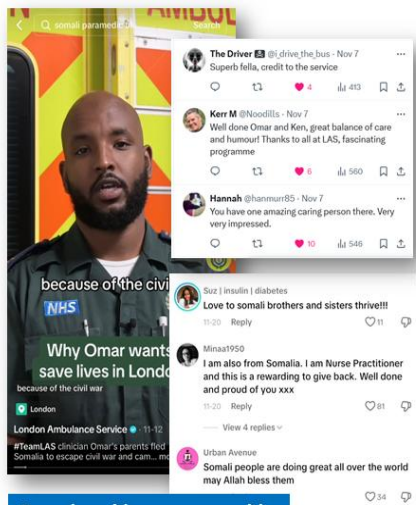 somali paramedic
Search
AMBUL
because of the civi
NHS
Why Omar wants
save lives in Londo
because of the civil war
London
London Ambulance Service · 11-12
#TeamLAS clinician Omar's parents fled
Somalia to escape civil war and cam... mo
The Driver @i_drive_the_bus · Nov 7
Superb fella, credit to the service
4
413
Kerr M @Noodills · Nov 7
Well done Omar and Ken, great balance of care
and humour! Thanks to all at LAS, fascinating
programme
6
560
Hannah @hanmurr85 · Nov 7
You have one amazing caring person there. Very
very impressed.
10
546
Suz | insulin | diabetes
Love to somali brothers and sisters thrive!!!
11-20 Reply
11
Minaa1950
I am also from Somalia. I am Nurse Practitioner
and this is a rewarding to give back. Well done
and proud of you xxx
11-20 Reply
81
View 4 replies
Urban Avenue
Somali people are doing great all over the world
may Allah bless them
34